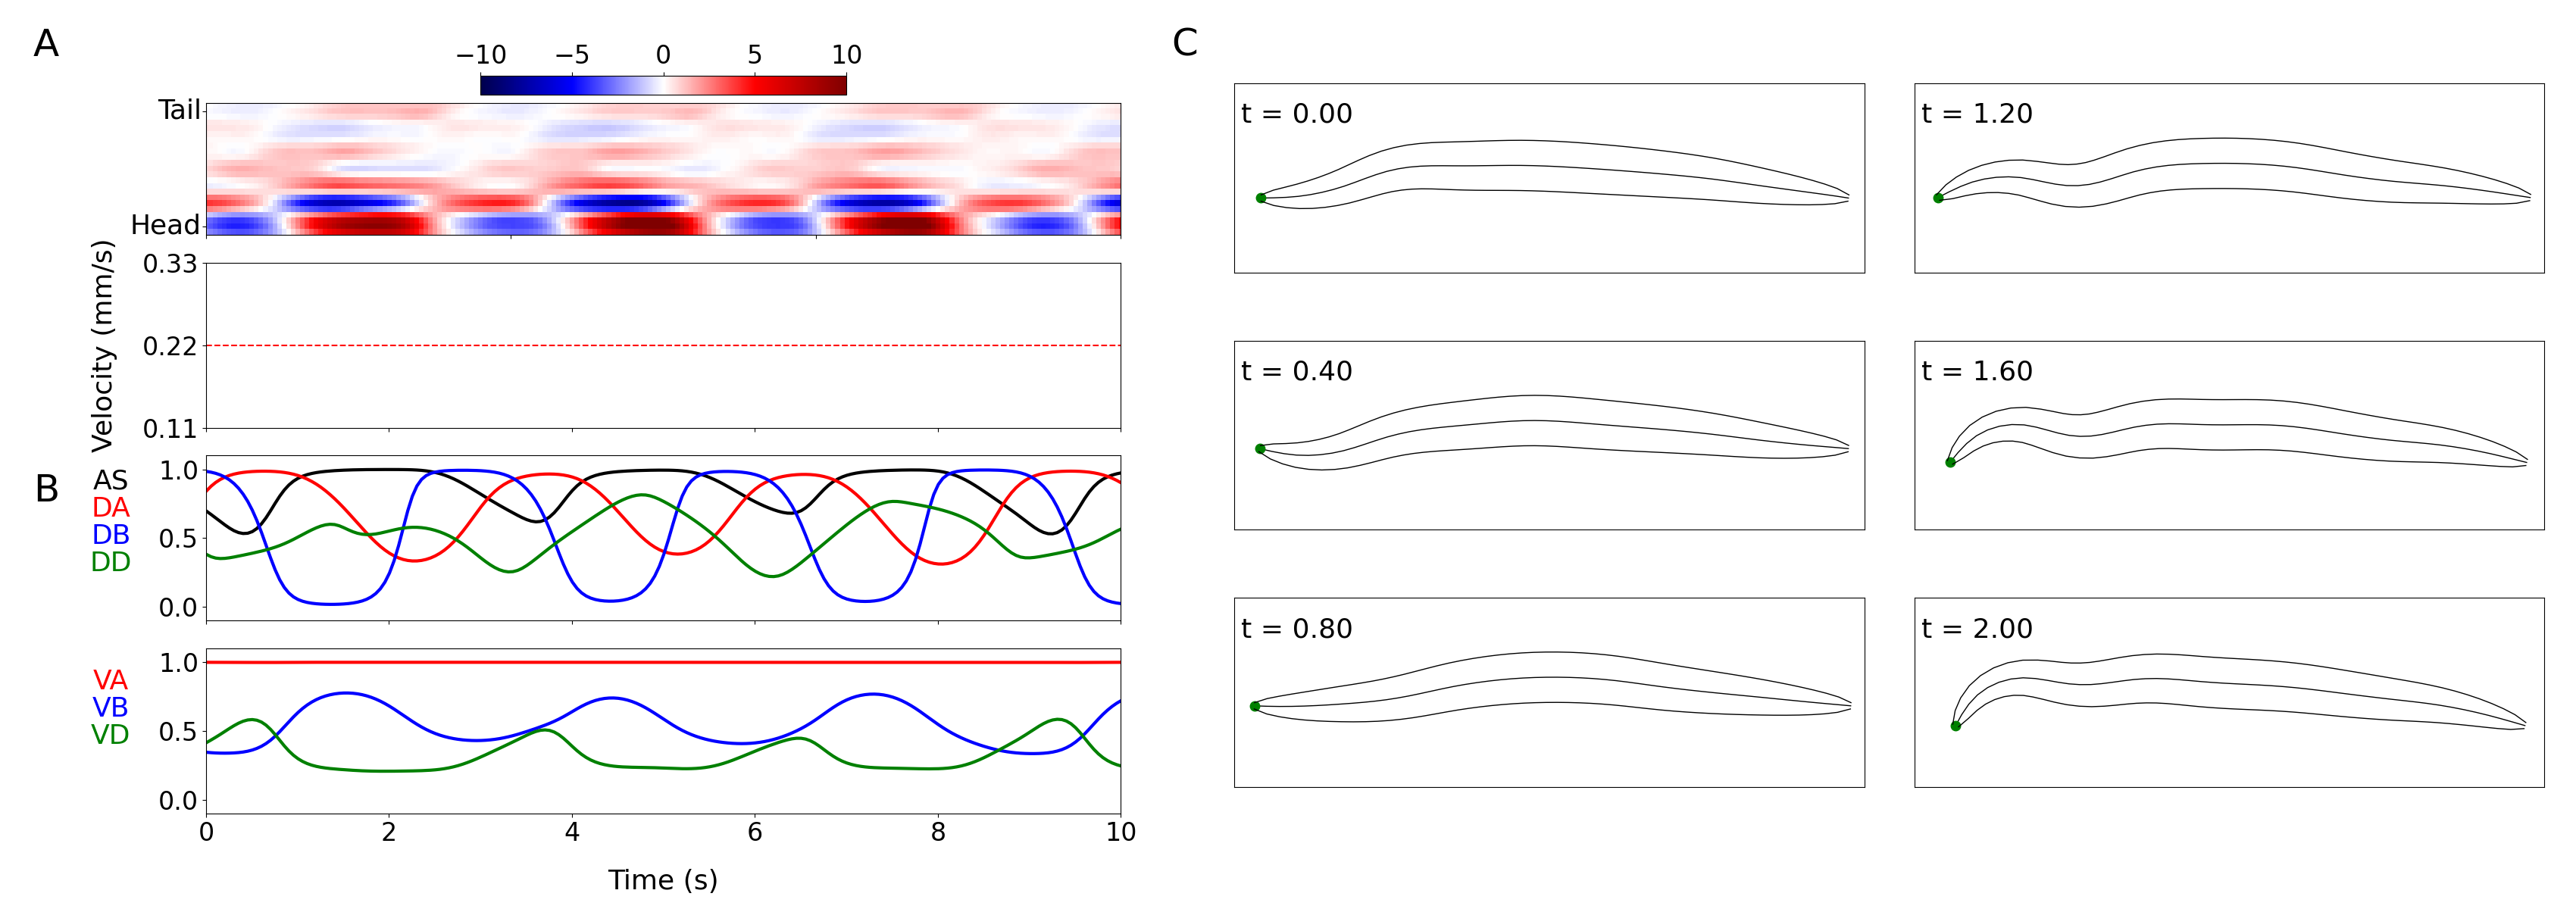 A
−10 −5 0 5 10
Tail
Head
Velocity (mm/s)
0.33
0.22
0.11
B
AS
DA
DB
DD
1.0
0.5
0.0
VA
VB
VD
1.0
0.5
0.0
0 2 4 6 8 10
Time (s)
C
t = 0.00
t = 1.20
t = 0.40
t = 1.60
t = 0.80
t = 2.00